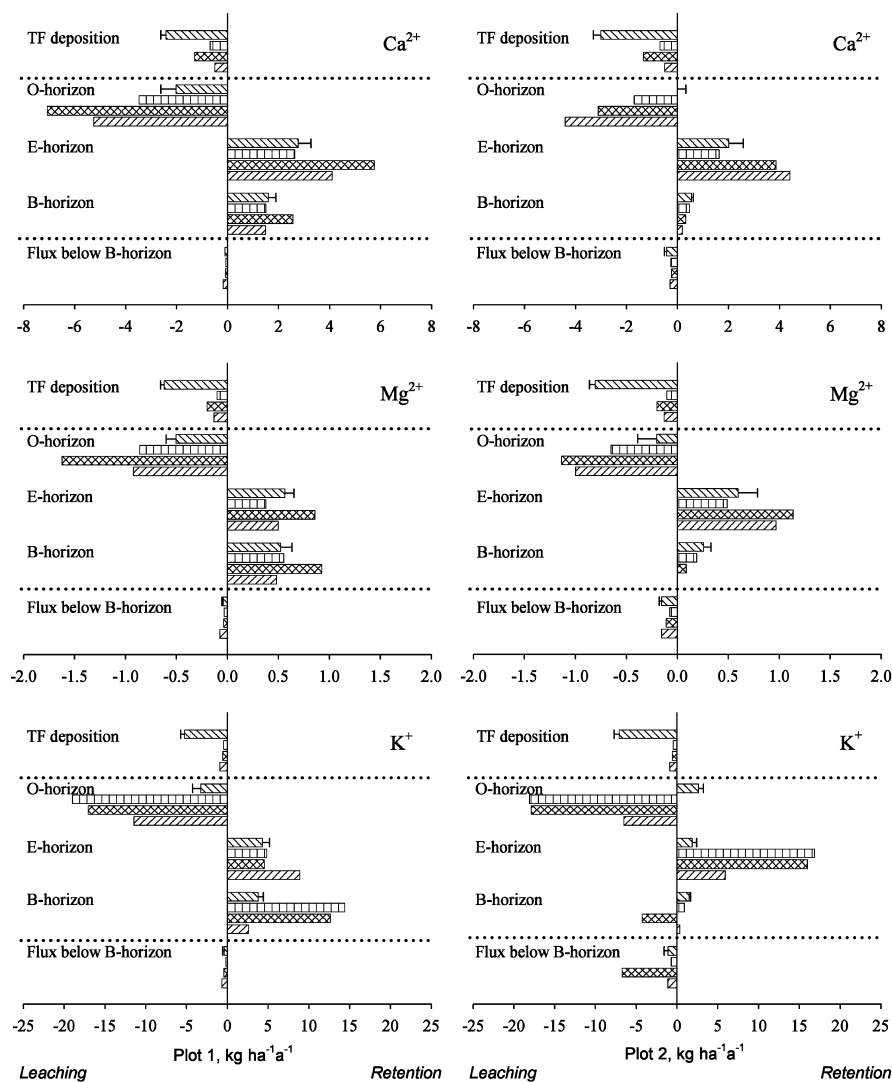 TF deposition
Ca2+
O-horizon
E-horizon
B-horizon
Flux below B-horizon
-8 -6 -4 -2 0 2 4 6 8
TF deposition
Ca2+
O-horizon
E-horizon
B-horizon
Flux below B-horizon
-8 -6 -4 -2 0 2 4 6 8
TF deposition
Mg2+
O-horizon
E-horizon
B-horizon
Flux below B-horizon
-2.0 -1.5 -1.0 -0.5 0.0 0.5 1.0 1.5 2.0
TF deposition
Mg2+
O-horizon
E-horizon
B-horizon
Flux below B-horizon
-2.0 -1.5 -1.0 -0.5 0.0 0.5 1.0 1.5 2.0
TF deposition
K+
O-horizon
E-horizon
B-horizon
Flux below B-horizon
-25 -20 -15 -10 -5 0 5 10 15 20 25
Plot 1, kg ha-1a-1
Leaching Retention
TF deposition
K+
O-horizon
E-horizon
B-horizon
Flux below B-horizon
-25 -20 -15 -10 -5 0 5 10 15 20 25
Plot 2, kg ha-1a-1
Leaching Retention